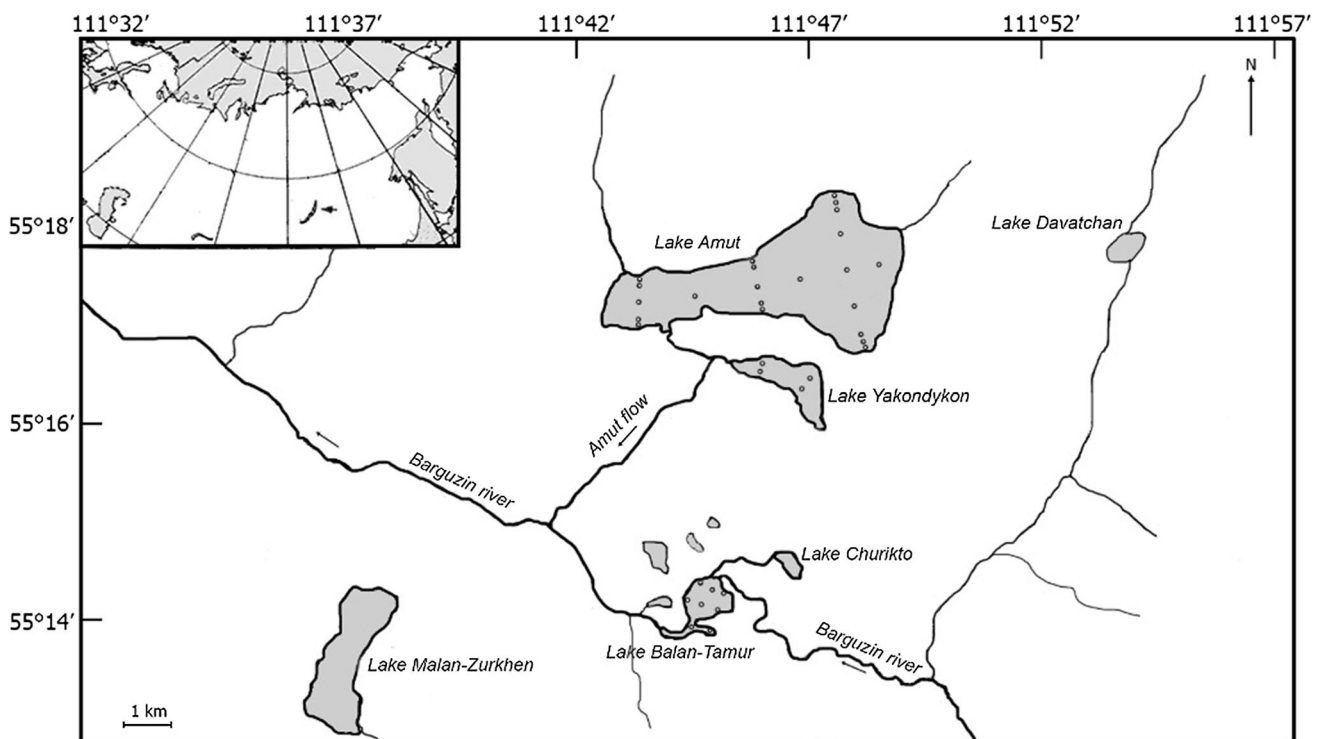 111°32′ 111°37′ 111°42′ 111°47′ 111°52′ 111°57′
N
55°18′
Lake Davatchan
Lake Amut
Lake Yakondykon
55°16′
Amut flow
Barguzin river
Lake Churikto
55°14′
Barguzin river
Lake Balan-Tamur
Lake Malan-Zurkhen
1 km